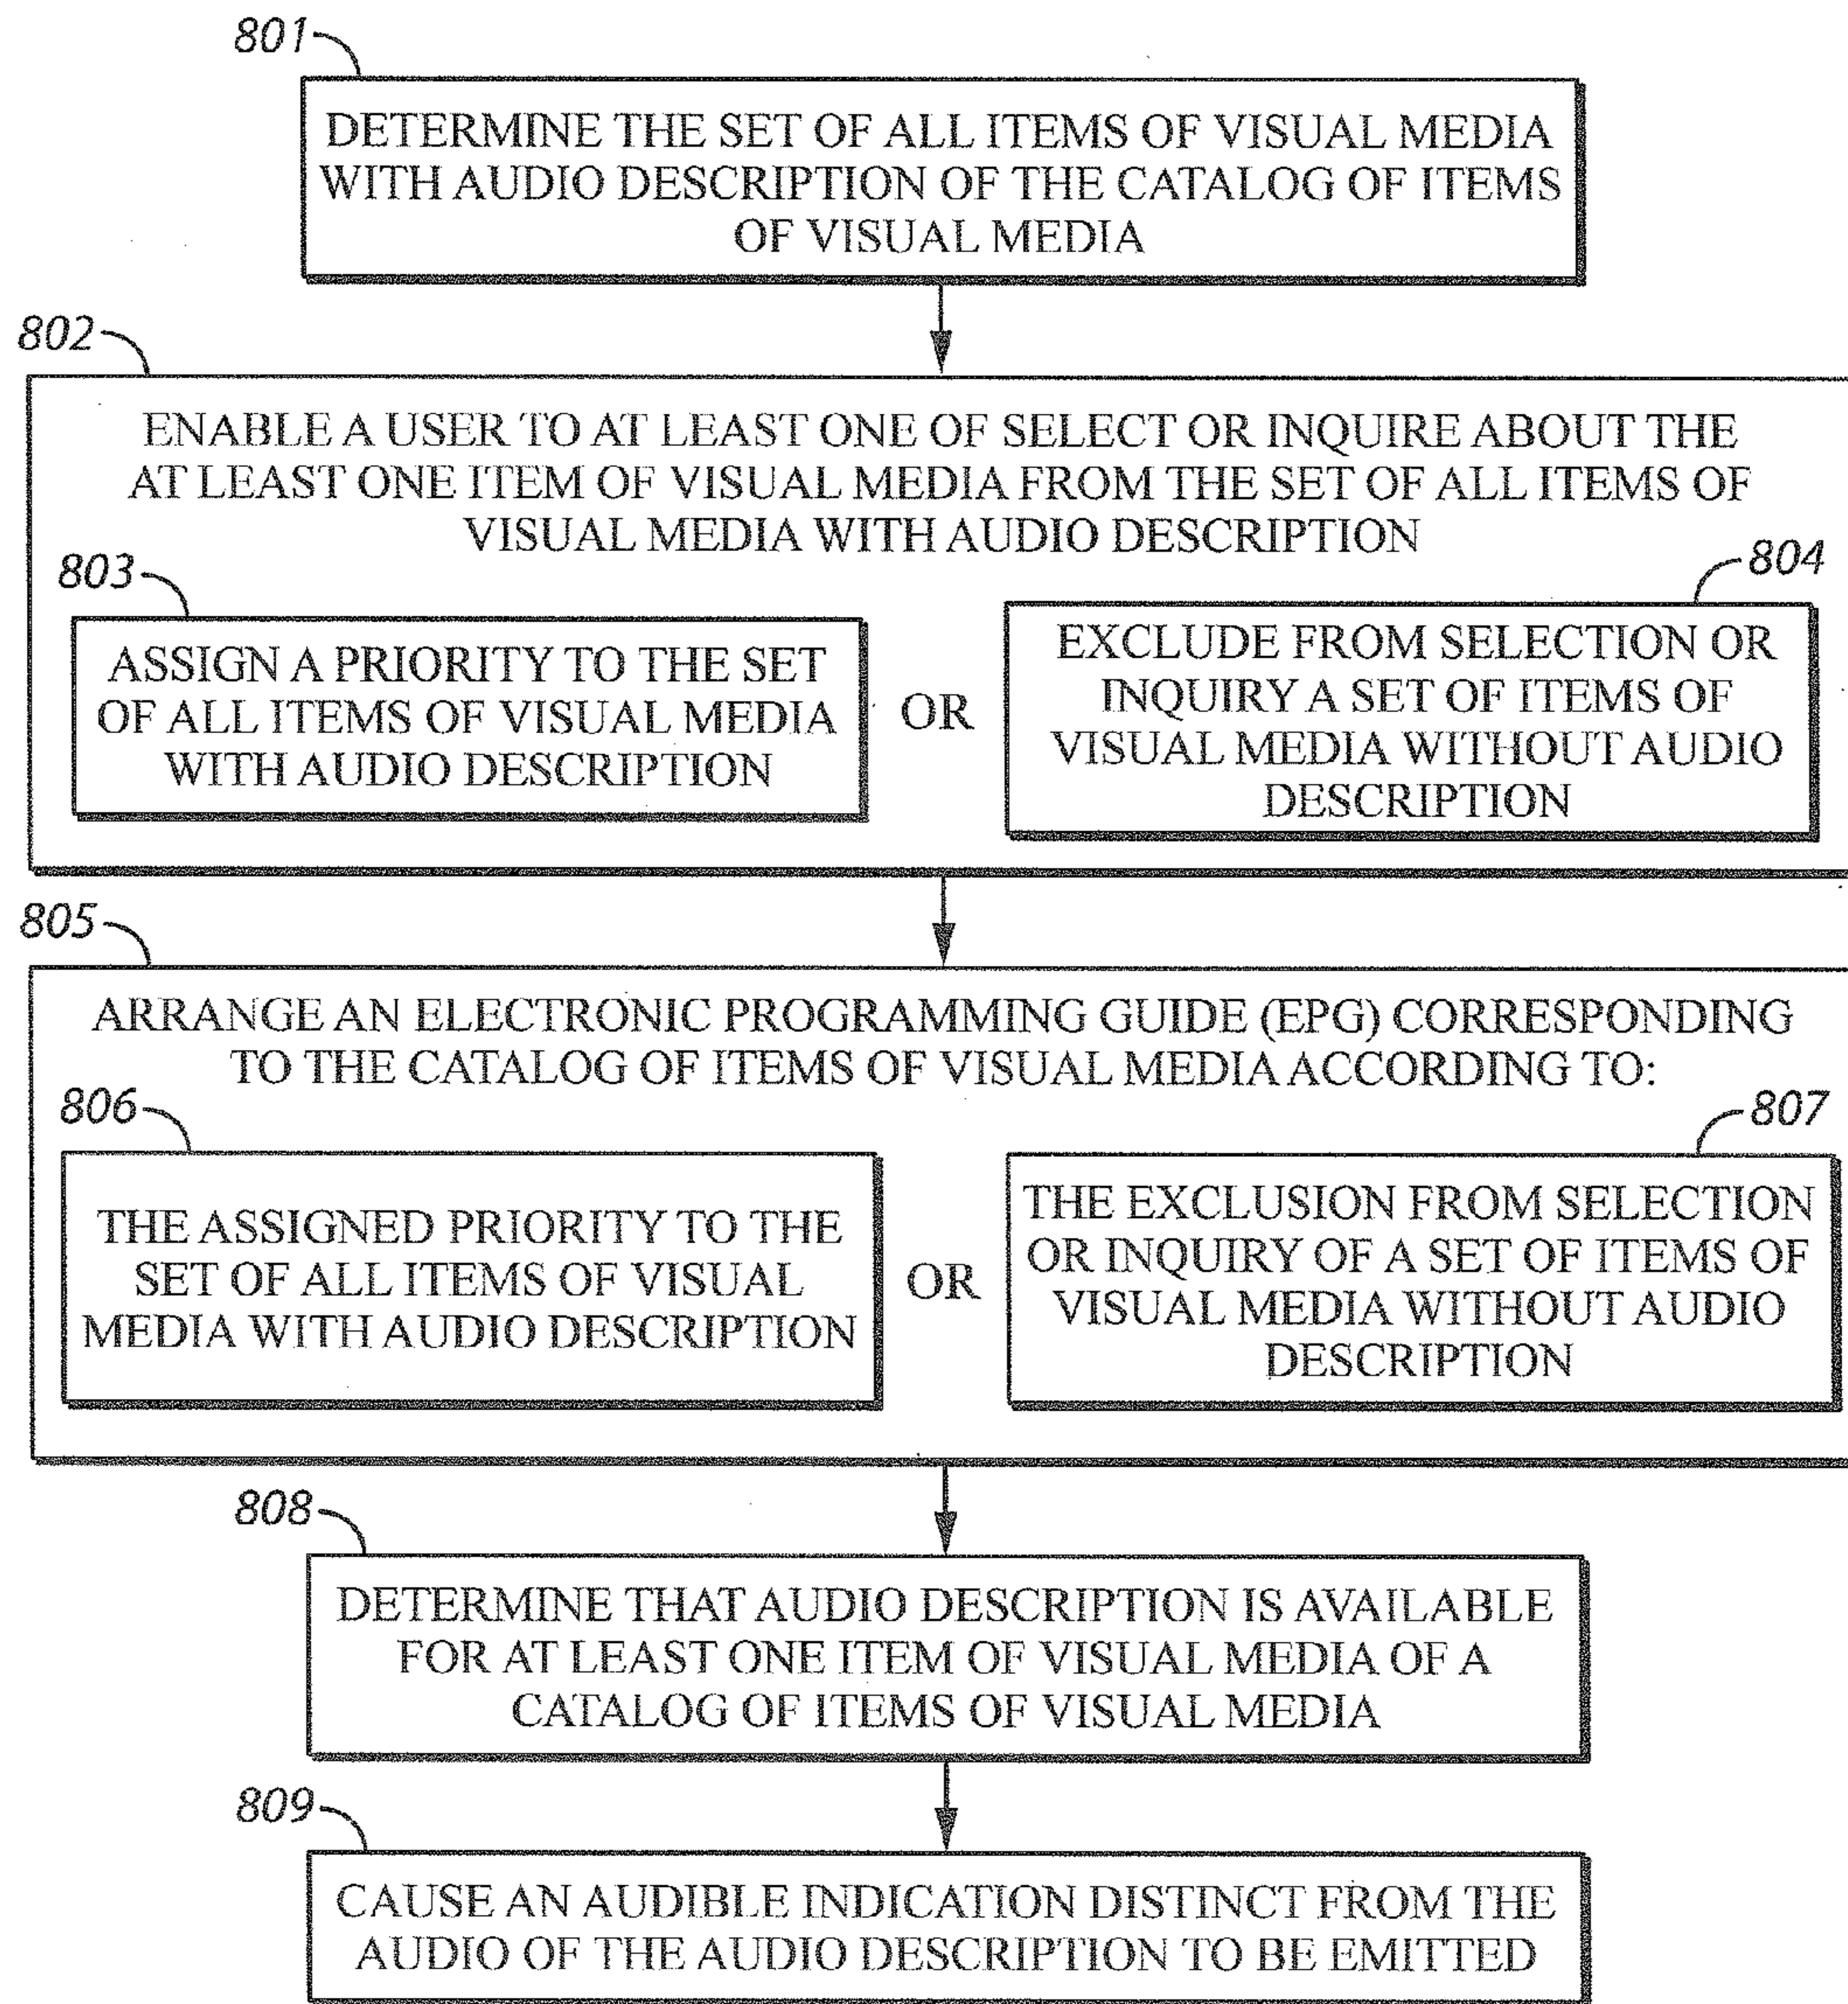 801
DETERMINE THE SET OF ALL ITEMS OF VISUAL MEDIA
WITH AUDIO DESCRIPTION OF THE CATALOG OF ITEMS
OF VISUAL MEDIA
802
ENABLE A USER TO AT LEAST ONE OF SELECT OR INQUIRE ABOUT THE
AT LEAST ONE ITEM OF VISUAL MEDIA FROM THE SET OF ALL ITEMS OF
VISUAL MEDIA WITH AUDIO DESCRIPTION
803
ASSIGN A PRIORITY TO THE SET
OF ALL ITEMS OF VISUAL MEDIA
WITH AUDIO DESCRIPTION
OR
804
EXCLUDE FROM SELECTION OR
INQUIRY A SET OF ITEMS OF
VISUAL MEDIA WITHOUT AUDIO
DESCRIPTION
805
ARRANGE AN ELECTRONIC PROGRAMMING GUIDE (EPG) CORRESPONDING
TO THE CATALOG OF ITEMS OF VISUAL MEDIA ACCORDING TO:
806
THE ASSIGNED PRIORITY TO THE
SET OF ALL ITEMS OF VISUAL
MEDIA WITH AUDIO DESCRIPTION
OR
807
THE EXCLUSION FROM SELECTION
OR INQUIRY OF A SET OF ITEMS OF
VISUAL MEDIA WITHOUT AUDIO
DESCRIPTION
808
DETERMINE THAT AUDIO DESCRIPTION IS AVAILABLE
FOR AT LEAST ONE ITEM OF VISUAL MEDIA OF A
CATALOG OF ITEMS OF VISUAL MEDIA
809
CAUSE AN AUDIBLE INDICATION DISTINCT FROM THE
AUDIO OF THE AUDIO DESCRIPTION TO BE EMITTED